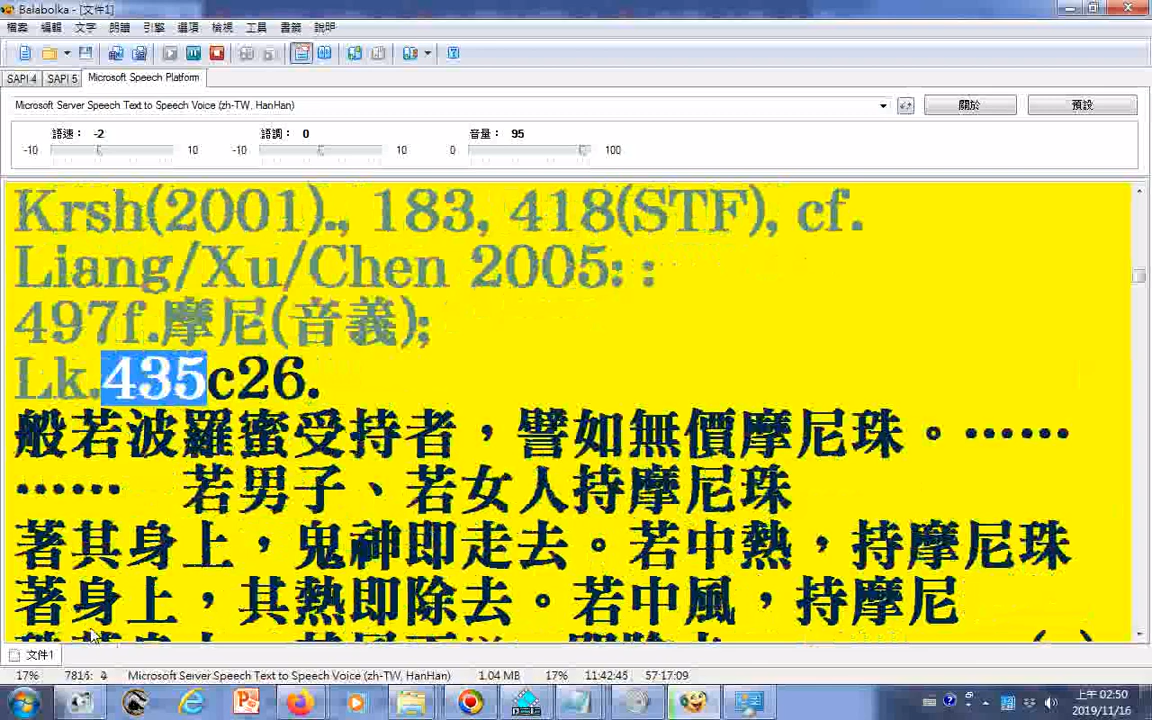 Balabolka - [文件1]
檔案 編輯 文字 朗讀 引擎 選項 檢視 工具 書籤 說明
SAPI 4 SAPI 5 Microsoft Speech Platform
Microsoft Server Speech Text to Speech Voice (zh-TW, HanHan) 關於 預設
語速： -2 語調： 0 音量： 95
-10 10 -10 10 0 100
Krsh(2001)., 183, 418(STF), cf.
Liang/Xu/Chen 2005: :
497f.摩尼(音義);
Lk.435c26.
般若波羅蜜受持者，譬如無價摩尼珠。……
…… 若男子、若女人持摩尼珠
著其身上，鬼神即走去。若中熱，持摩尼珠
著身上，其熱即除去。若中風，持摩尼
文件1
17% 7816: Microsoft Server Speech Text to Speech Voice (zh-TW, HanHan) 1.04 MB 17% 11:42:45 57:17:09
上午 02:50
2019/11/16